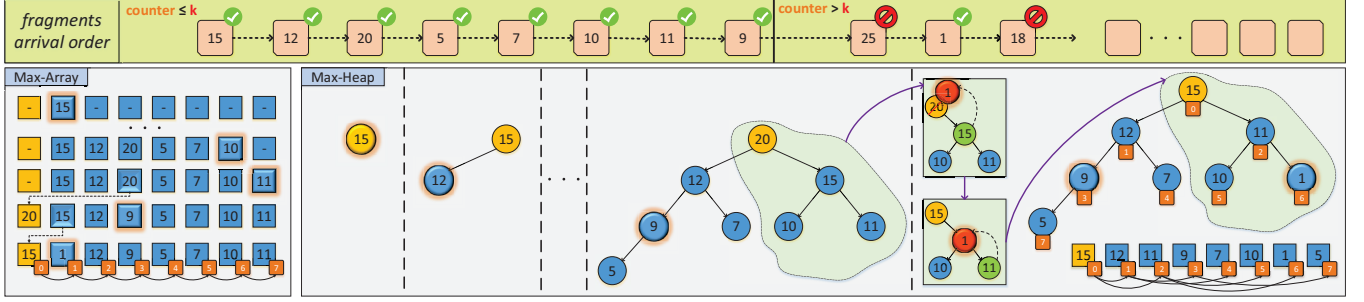 fragments
arrival order
counter ≤ k
counter > k
15 12 20 5 7 10 11 9 25 1 18 . . .
Max-Array
- 15 - - - - - -
. . .
- 15 12 20 5 7 10 -
- 15 12 20 5 7 10 11
20 15 12 9 5 7 10 11
15 1 12 9 5 7 10 11
0 1 2 3 4 5 6 7
Max-Heap
15
15
12
. . . .
20
12 15
9 7 10 11
5
1
20
15
10 11
15
1
10 11
15
0
12 11
1 2
9 7 10 1
3 4 5 6
5
7
15 12 11 9 7 10 1 5
0 1 2 3 4 5 6 7